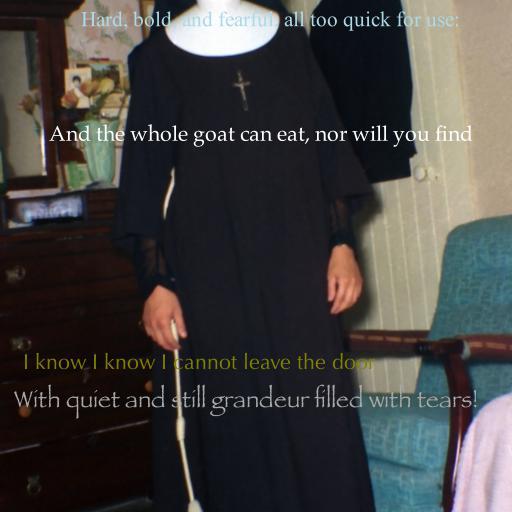 Hard, bold, and fearful, all too quick for use:
And the whole goat can eat, nor will you find
I know I know I cannot leave the door
With quiet and still grandeur filled with tears!